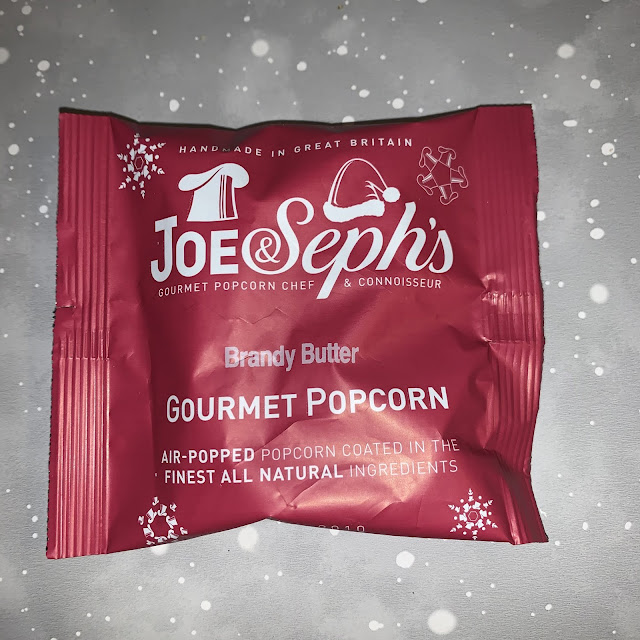 HANDMADE IN GREAT BRITAIN
JOE & Seph's
GOURMET POPCORN CHEF & CONNOISSEUR
Brandy Butter
GOURMET POPCORN
AIR-POPPED POPCORN COATED IN THE
FINEST ALL NATURAL INGREDIENTS